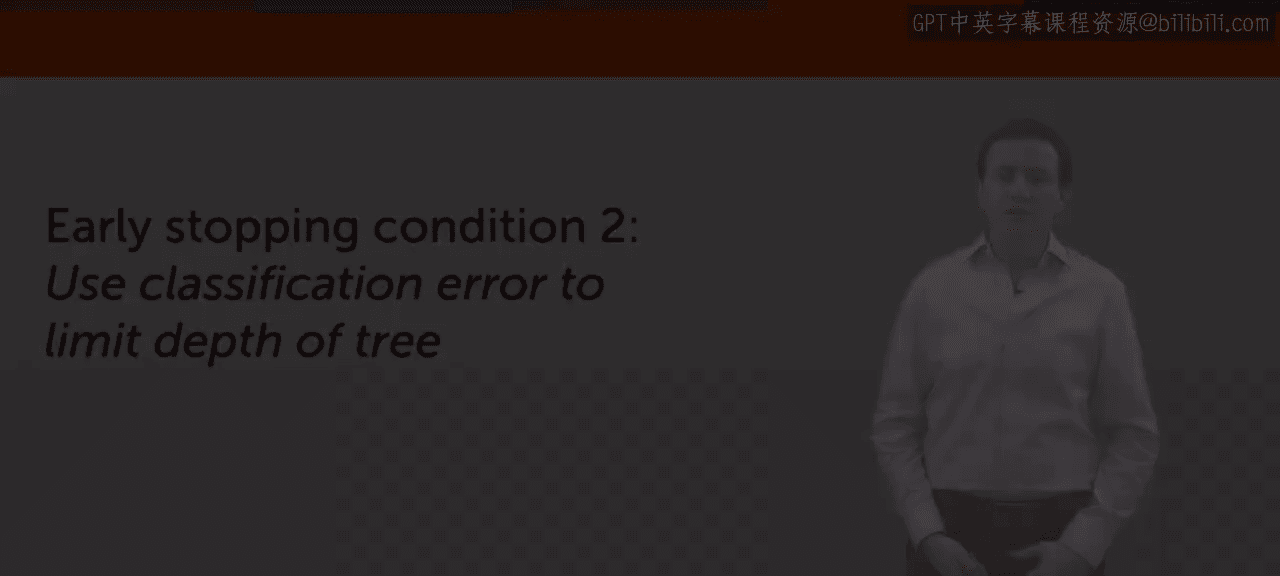 GPT中英字幕课程资源@bilibili.com
Early stopping condition 2:
Use classification error to
limit depth of tree